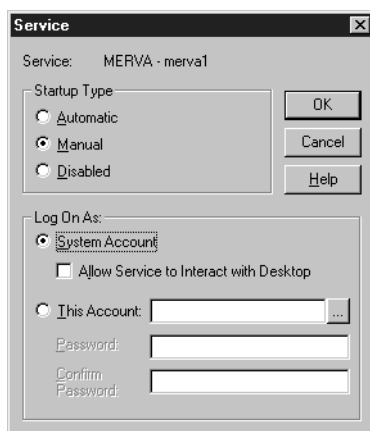 Service
Service: MERVA - merva1
Startup Type
Automatic
Manual
Disabled
OK
Cancel
Help
Log On As:
System Account
Allow Service to Interact with Desktop
This Account:
...
Password:
Confirm
Password: